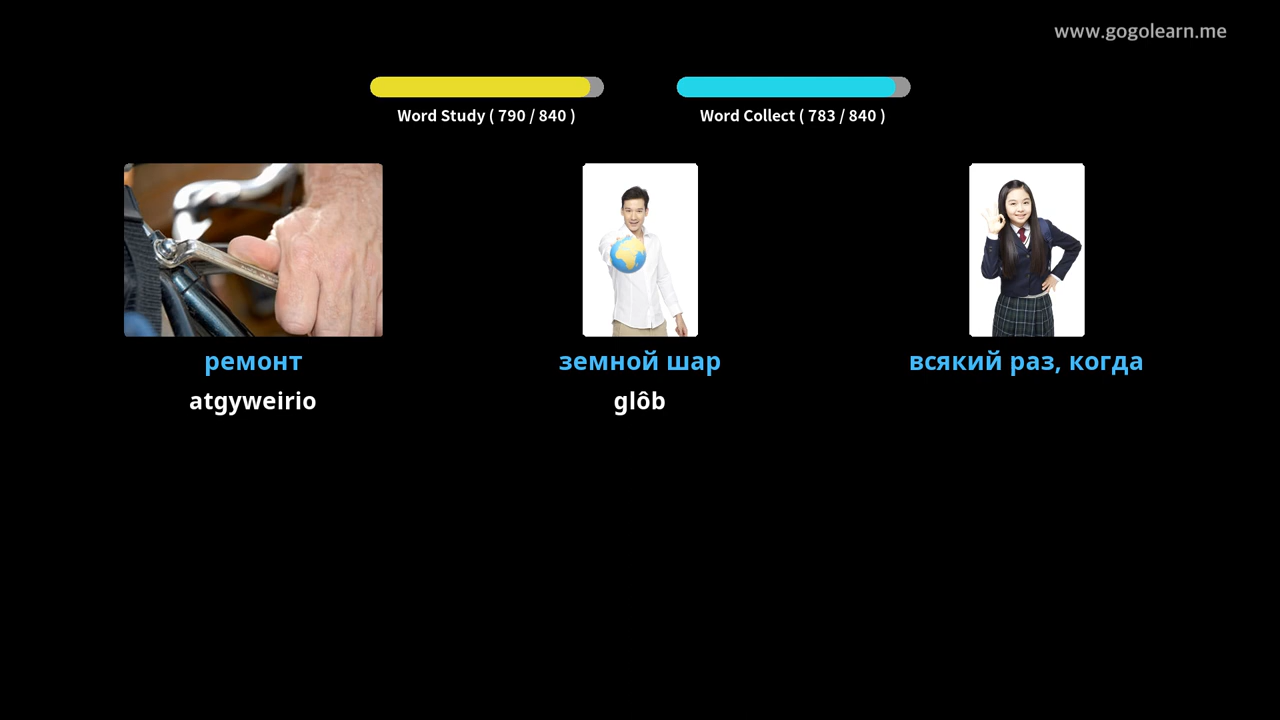 www.gogolearn.me
Word Study ( 790 / 840 )
Word Collect ( 783 / 840 )
ремонт
земной шар
всякий раз, когда
atgyweirio
glôb